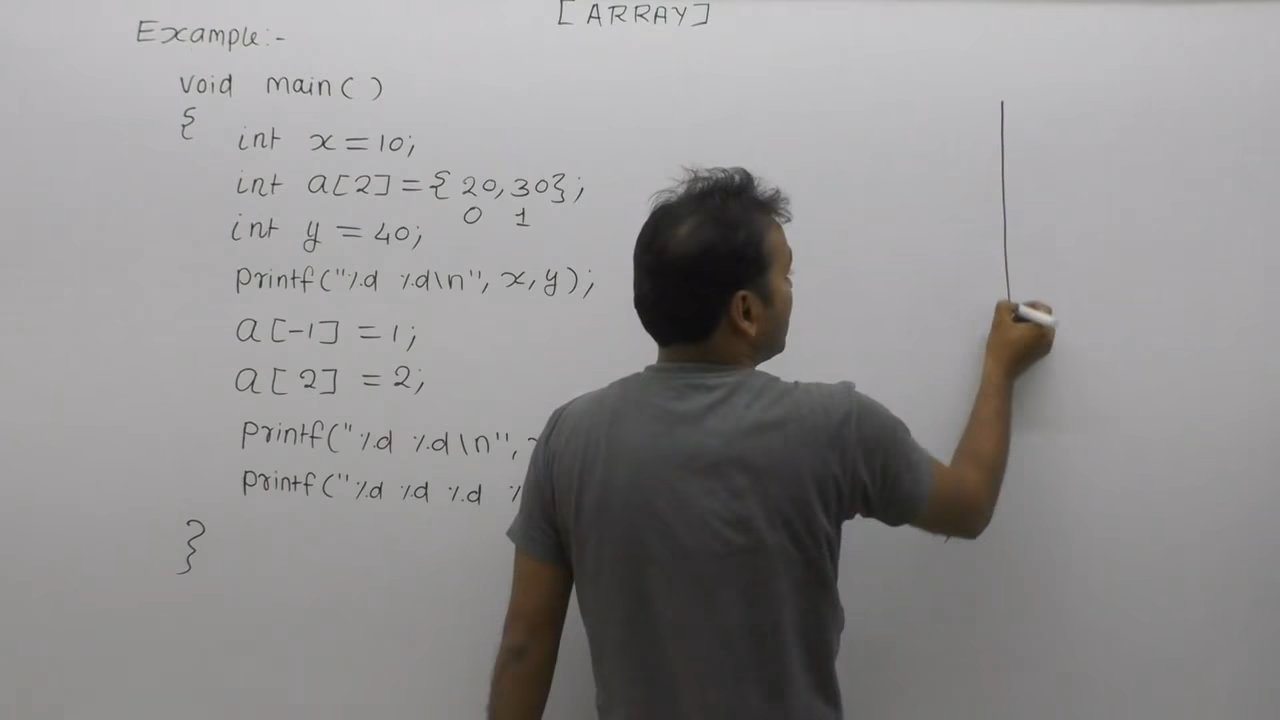 [ARRAY]
Example:-
void main( )
{
int x = 10;
int a[2] = {20,30};
0 1
int y = 40;
printf("%d %d\n", x, y);
a[-1] = 1;
a[2] = 2;
printf("%d %d\n",
printf("%d %d %d %
}